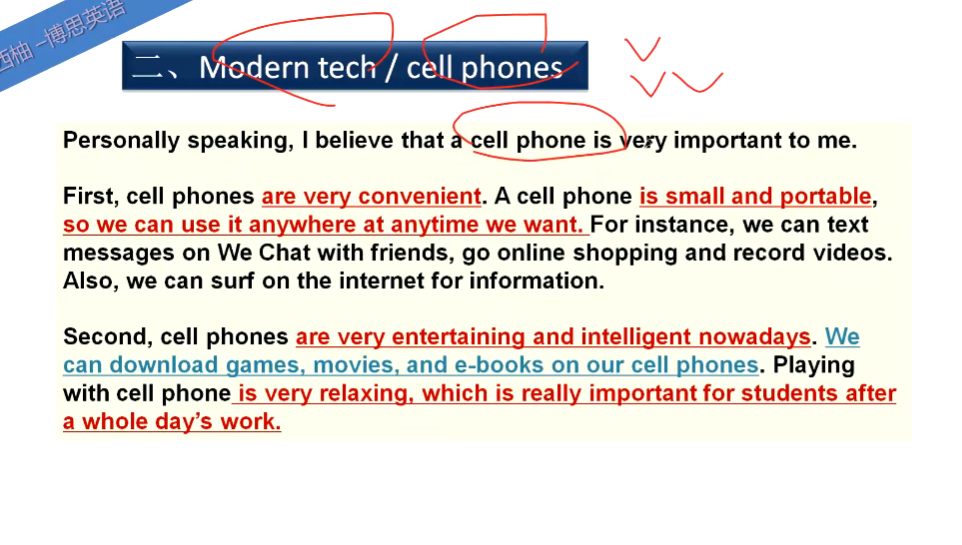 西柚–博思英语
二、Modern tech / cell phones
Personally speaking, I believe that a cell phone is very important to me.
First, cell phones are very convenient. A cell phone is small and portable,
so we can use it anywhere at anytime we want. For instance, we can text
messages on We Chat with friends, go online shopping and record videos.
Also, we can surf on the internet for information.
Second, cell phones are very entertaining and intelligent nowadays. We
can download games, movies, and e-books on our cell phones. Playing
with cell phone is very relaxing, which is really important for students after
a whole day’s work.